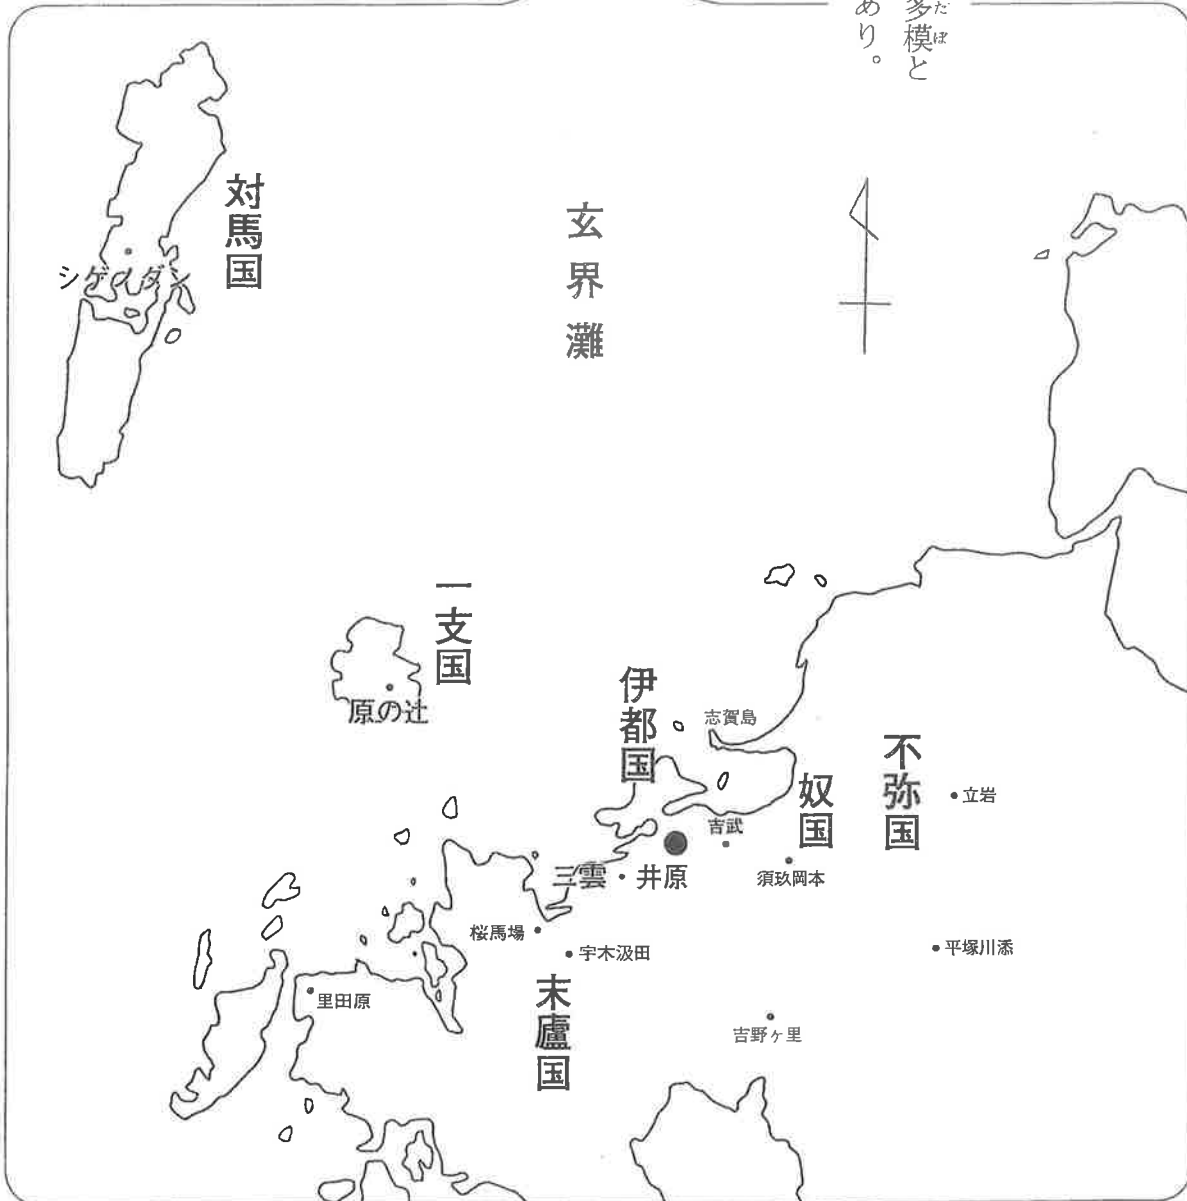 多模と
だぼ
あり。
対馬国
シゲノダン
玄界灘
一支国
原の辻
伊都国
志賀島
不弥国
奴国
立岩
吉武
須玖岡本
三雲・井原
桜馬場
宇木汲田
平塚川添
里田原
末盧国
吉野ヶ里